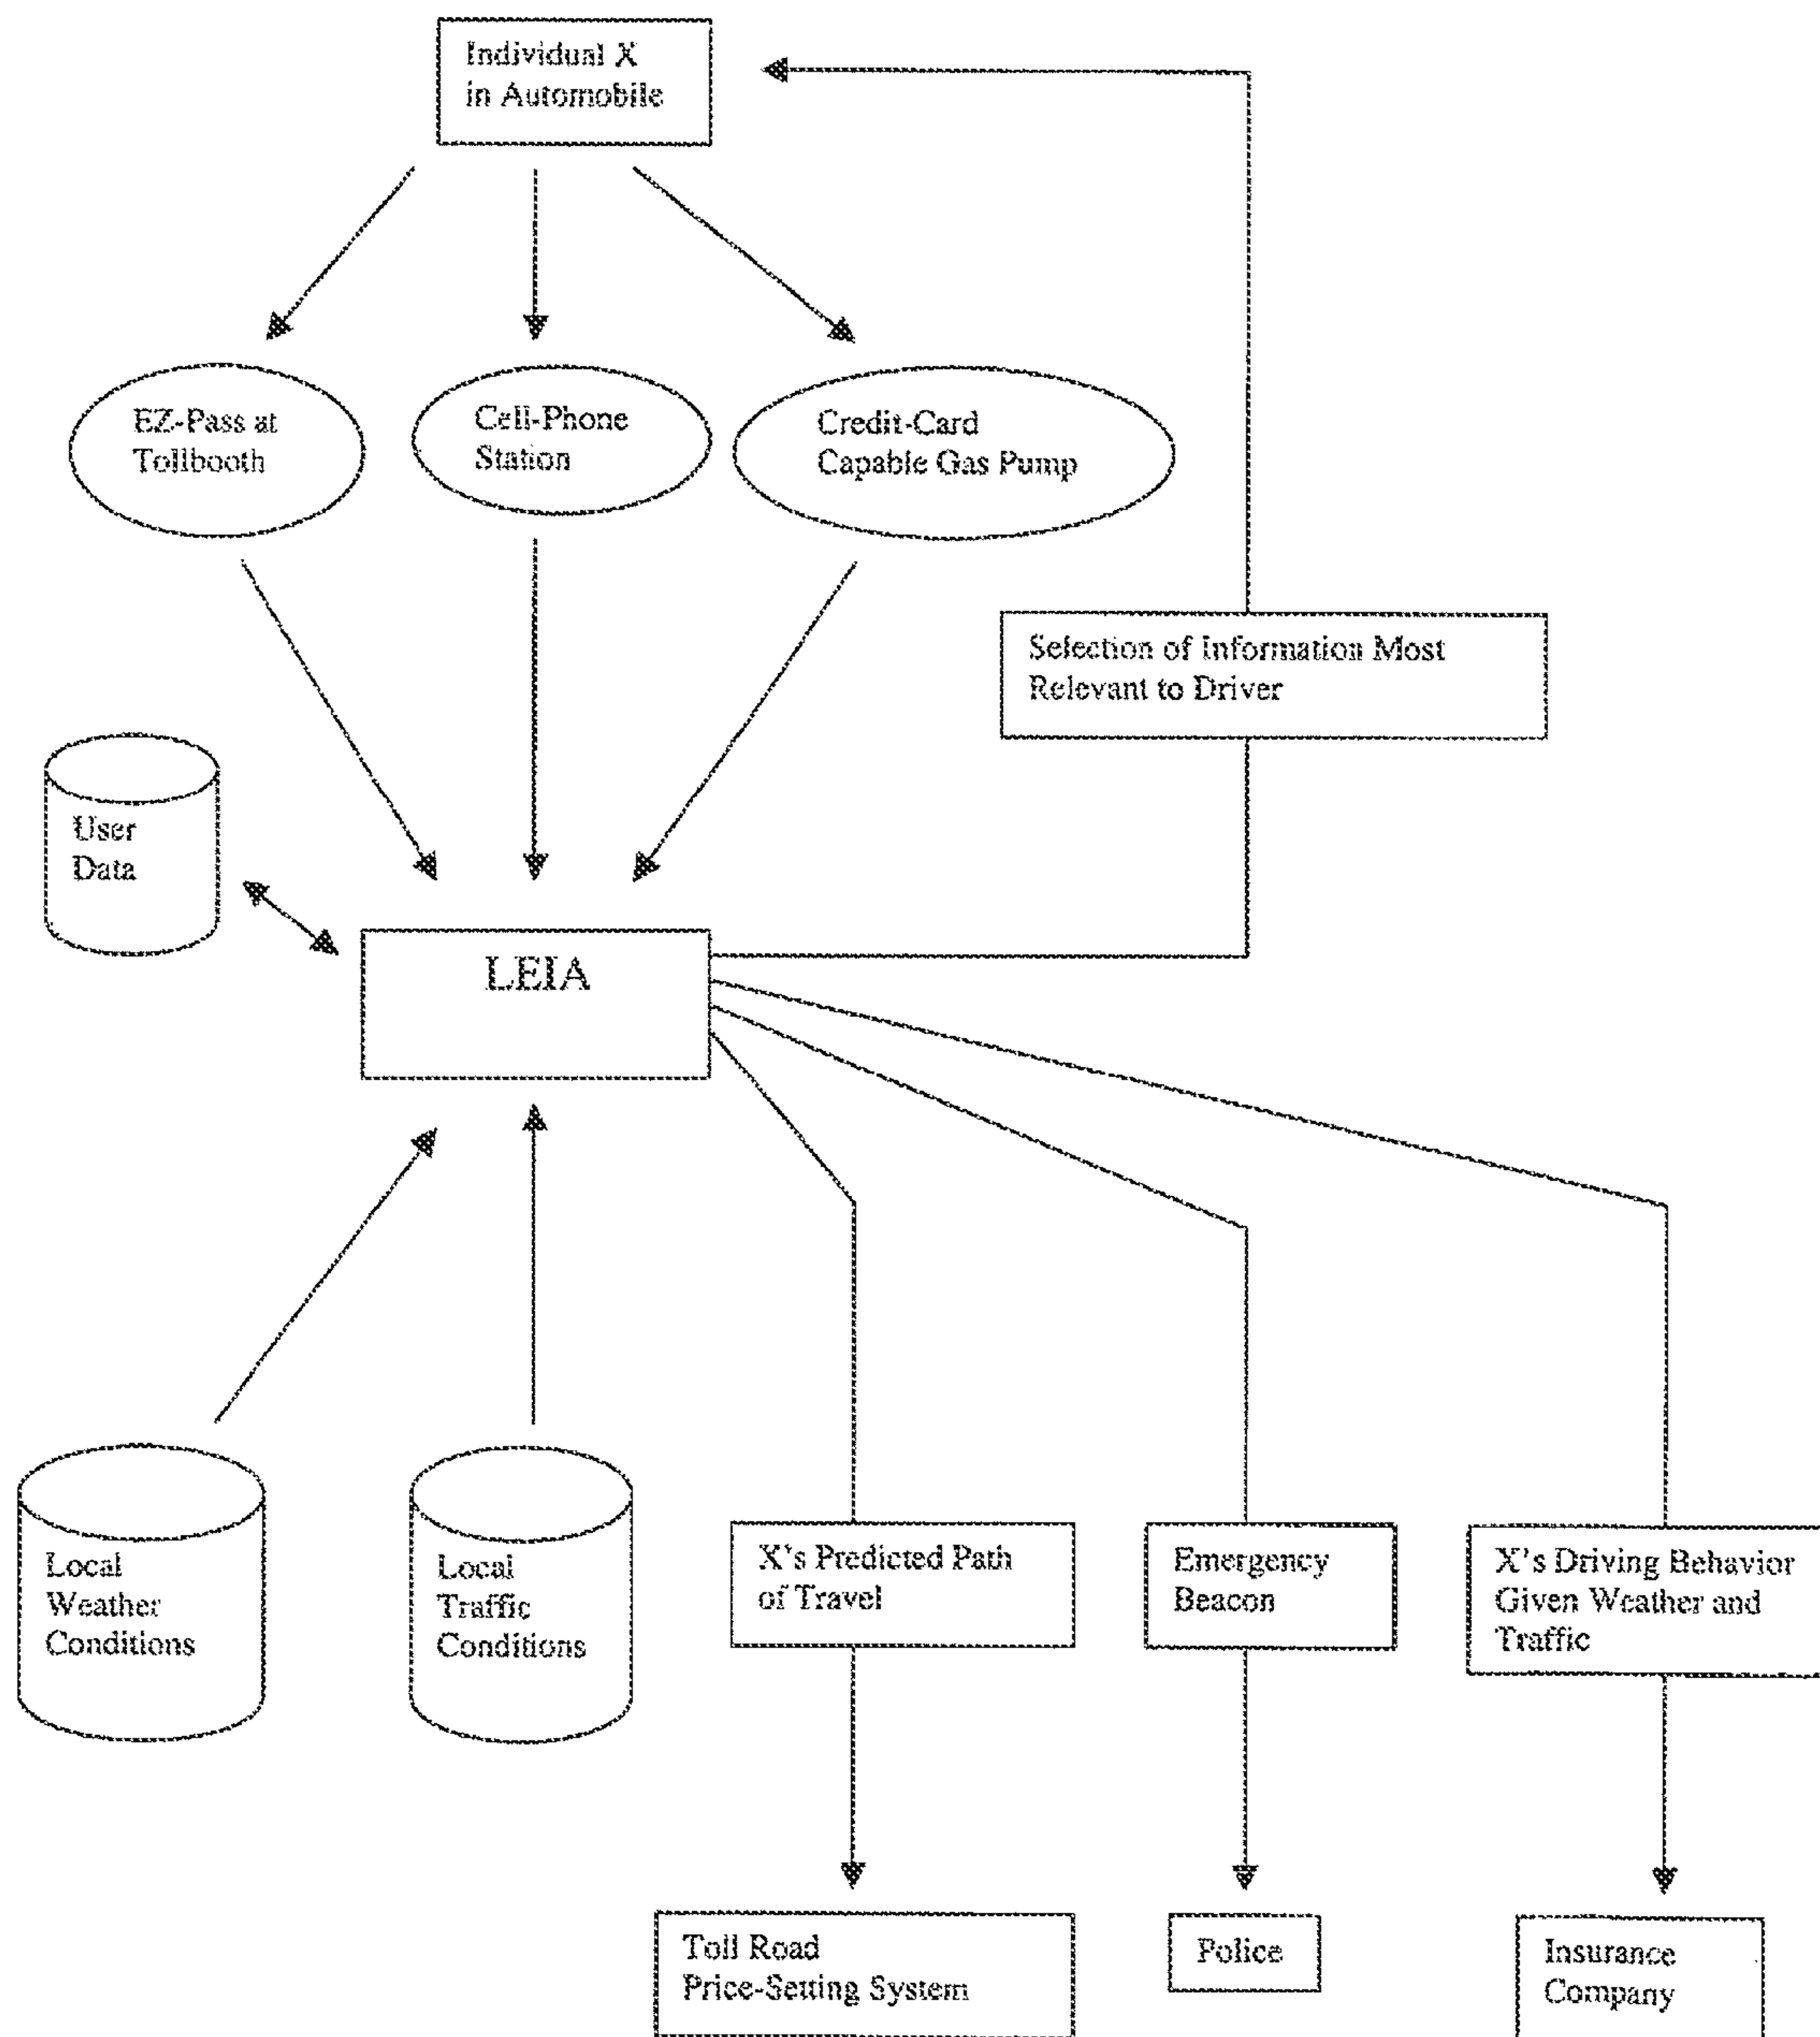 Individual X
in Automobile
EZ-Pass at
Tollbooth
Cell-Phone
Station
Credit-Card
Capable Gas Pump
Selection of Information Most
Relevant to Driver
User
Data
LEIA
Local
Weather
Conditions
Local
Traffic
Conditions
X's Predicted Path
of Travel
Emergency
Beacon
X's Driving Behavior
Given Weather and
Traffic
Toll Road
Price-Setting System
Police
Insurance
Company